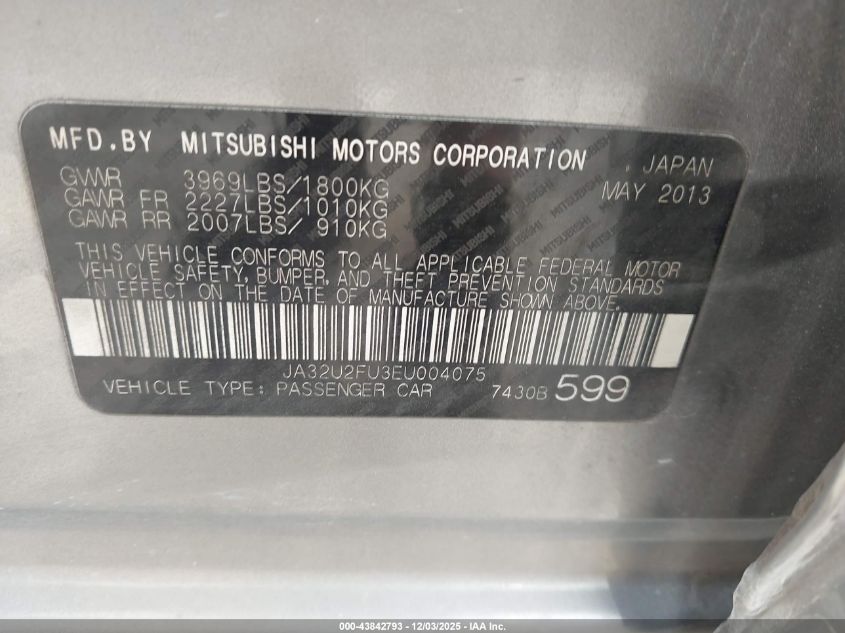 MFD.BY MITSUBISHI MOTORS CORPORATION , JAPAN
GVWR 3969LBS/1800KG MAY 2013
GAWR FR 2227LBS/1010KG
GAWR RR 2007LBS/ 910KG
THIS VEHICLE CONFORMS TO ALL APPLICABLE FEDERAL MOTOR
VEHICLE SAFETY, BUMPER, AND THEFT PREVENTION STANDARDS
IN EFFECT ON THE DATE OF MANUFACTURE SHOWN ABOVE.
JA32U2FU3EU004075
VEHICLE TYPE: PASSENGER CAR 7430B 599
000-43842793 - 12/03/2025 - IAA Inc.